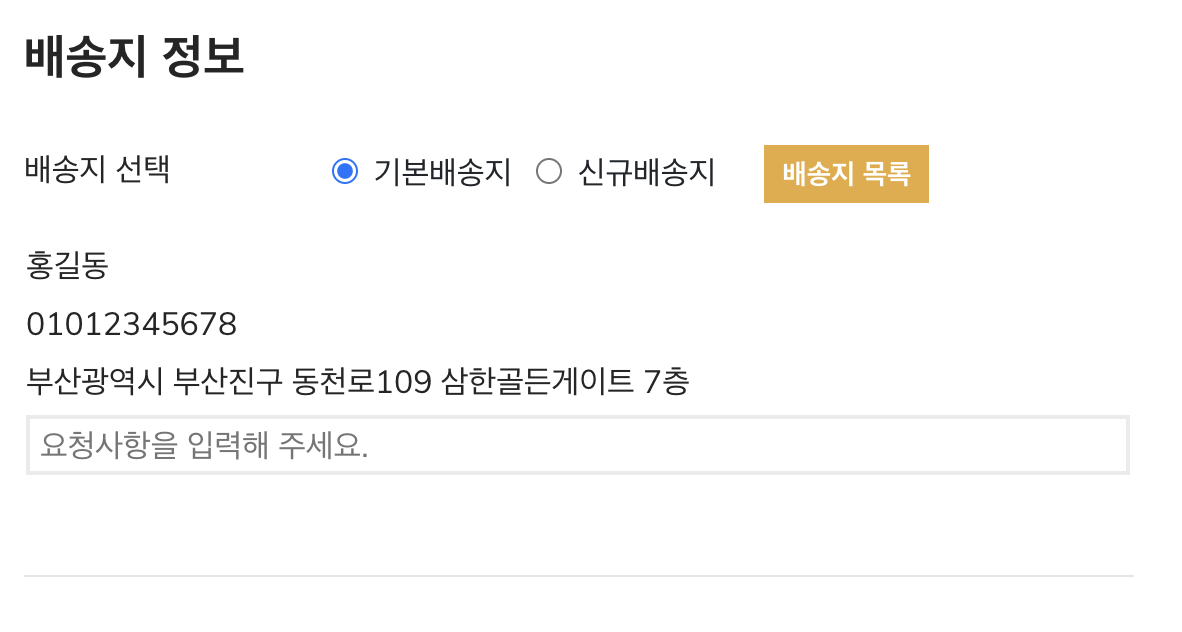 배송지 정보
배송지 선택 기본배송지 신규배송지 배송지 목록
홍길동
01012345678
부산광역시 부산진구 동천로109 삼한골든게이트 7층
요청사항을 입력해 주세요.